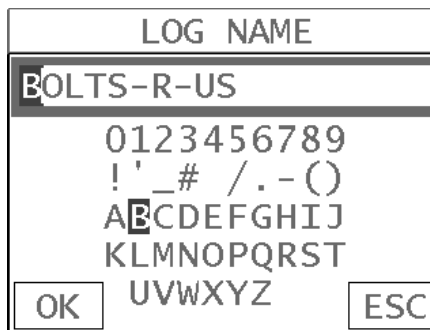 LOG NAME
BOLTS-R-US
0123456789
!'_# /.-()
ABCDEFGHIJ
KLMNOPQRST
UVWXYZ
OK
ESC